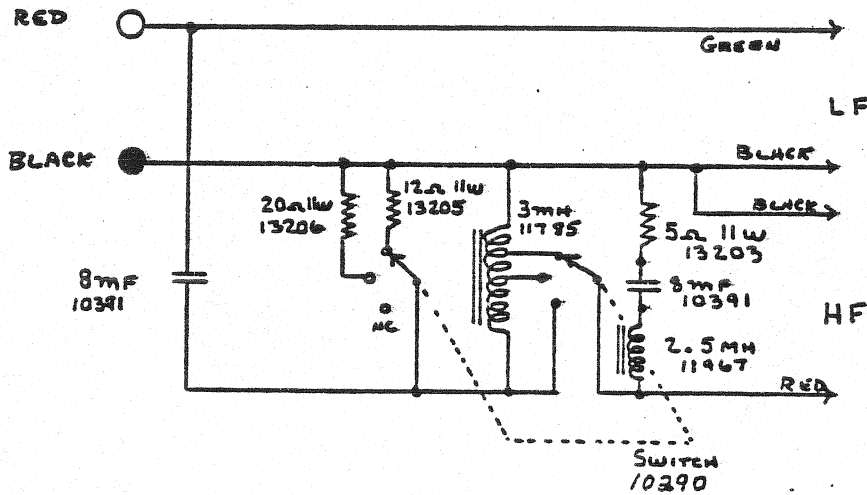 RED
GREEN
LF
BLACK
BLACK
BLACK
20Ω 11W
13206
12Ω 11W
13205
3MH
11785
5Ω 11W
13203
8MF
10391
8MF
10391
NC
HF
2.5MH
11967
RED
SWITCH
10290